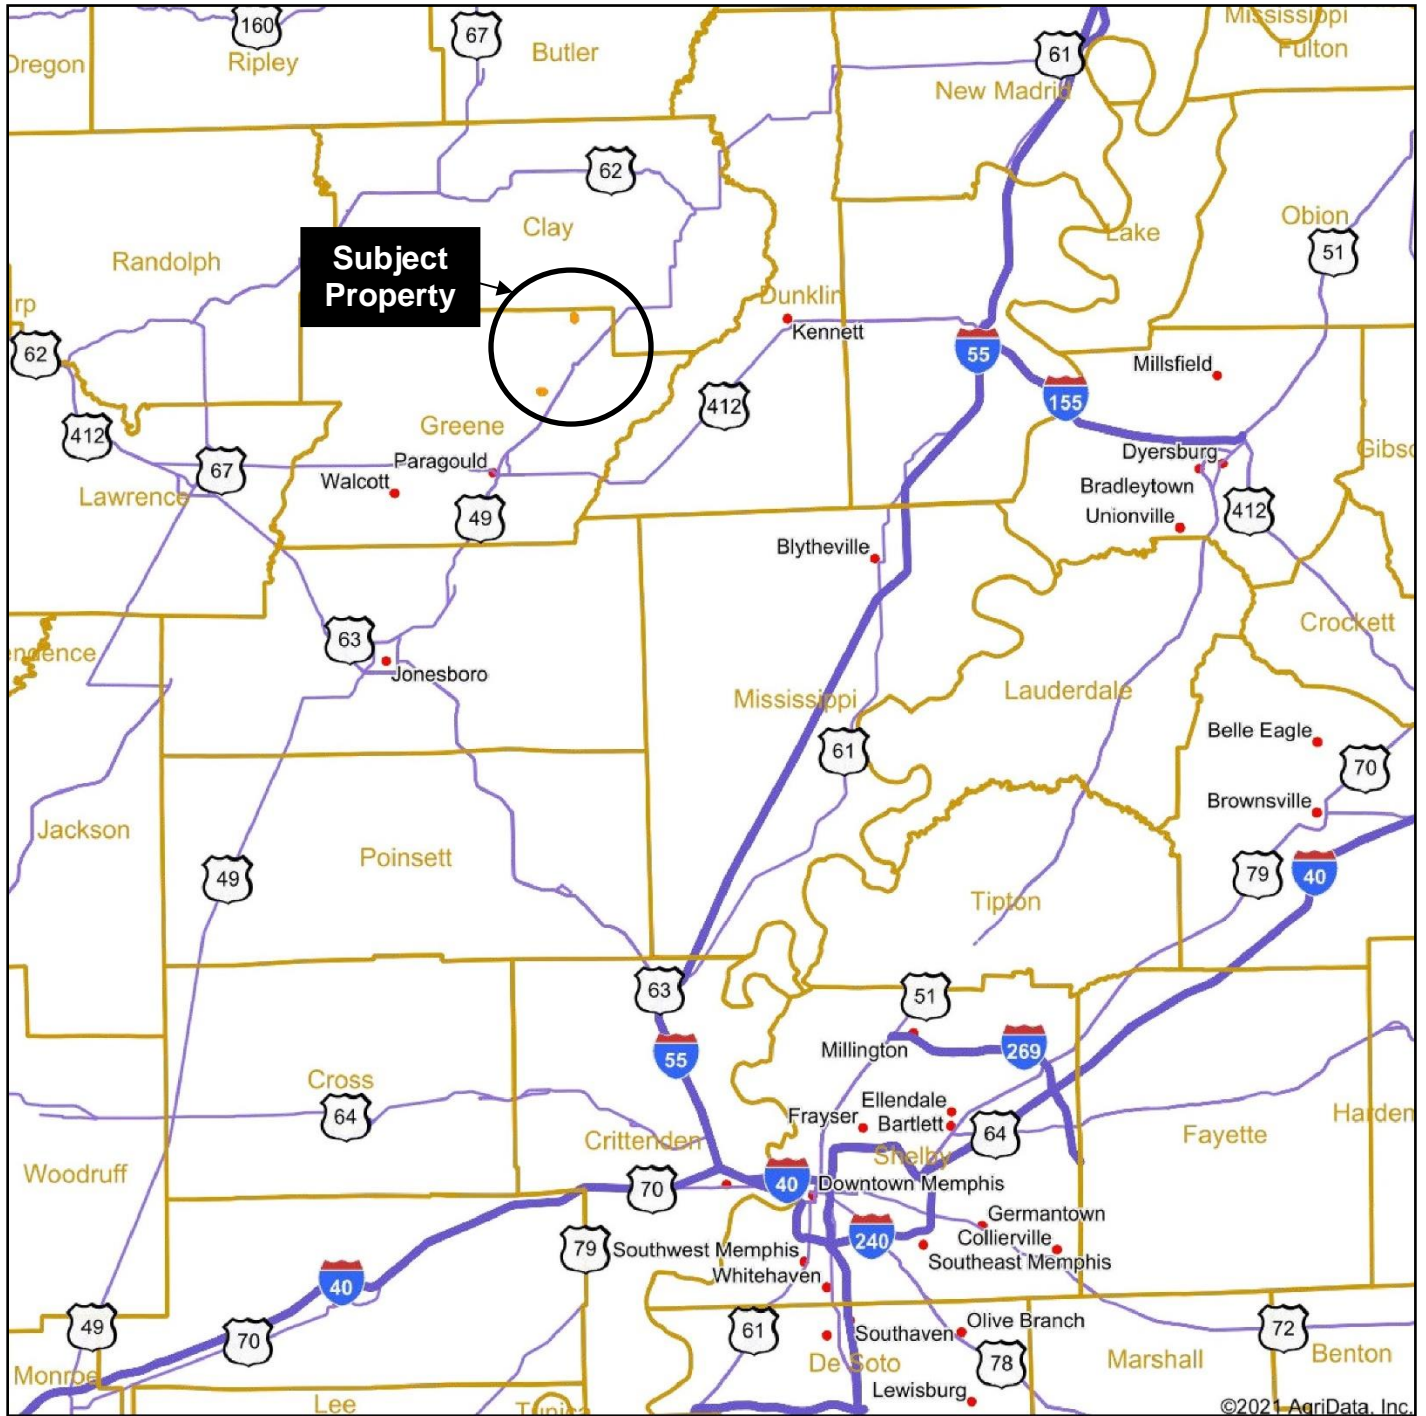 Mississippi
160
67
Butler
61
Fulton
Oregon
Ripley
New Madrid
62
Obion
Clay
Lake
51
Subject
Property
Randolph
rp
Dunklin
Kennett
62
55
Millsfield
155
412
412
Greene
Gibsc
Dyersburg
67
Paragould
Walcott
Bradleytown
Lawrence
412
49
Unionville
Blytheville
Crockett
63
endence
Jonesboro
Lauderdale
Mississippi
Belle Eagle
61
70
Brownsville
Jackson
Poinsett
49
79
40
Tipton
63
51
Millington
269
55
Cross
Ellendale
64
Frayser
Bartlett
64
Harden
Crittenden
Fayette
Shelby
Woodruff
70
40
Downtown Memphis
Germantown
240
Collierville
79
Southwest Memphis
Southeast Memphis
Whitehaven
40
49
70
61
Olive Branch
Southaven
72
78
De Soto
Marshall
Benton
Monroe
Lewisburg
Lee
Tunica
©2021 AgriData, Inc.